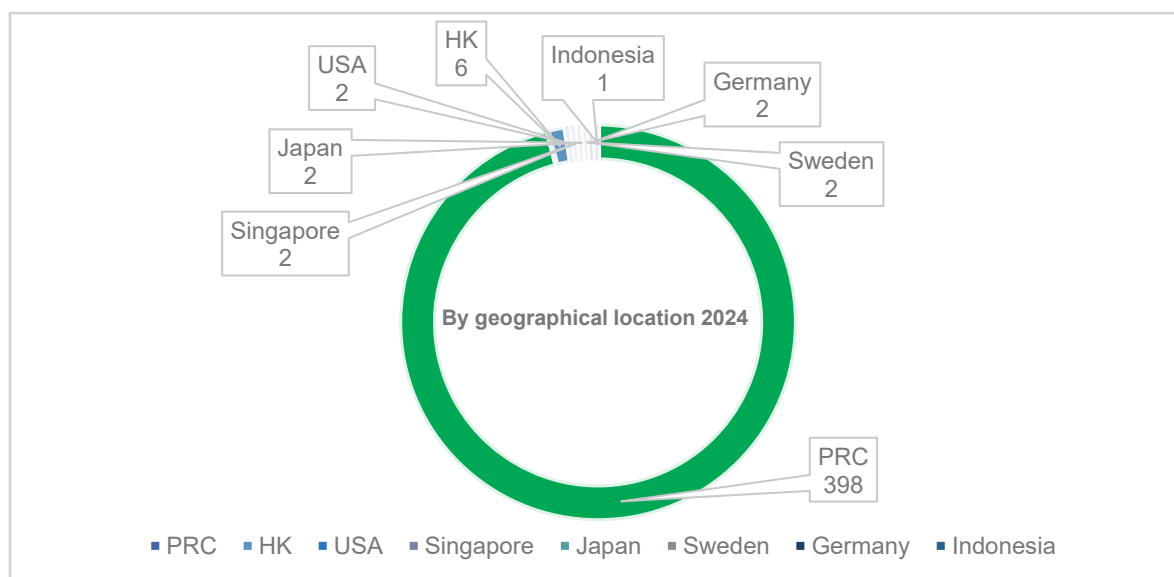 HK
6
Indonesia
1
USA
2
Germany
2
Japan
2
Sweden
2
Singapore
2
By geographical location 2024
PRC
398
PRC HK USA Singapore Japan Sweden Germany Indonesia